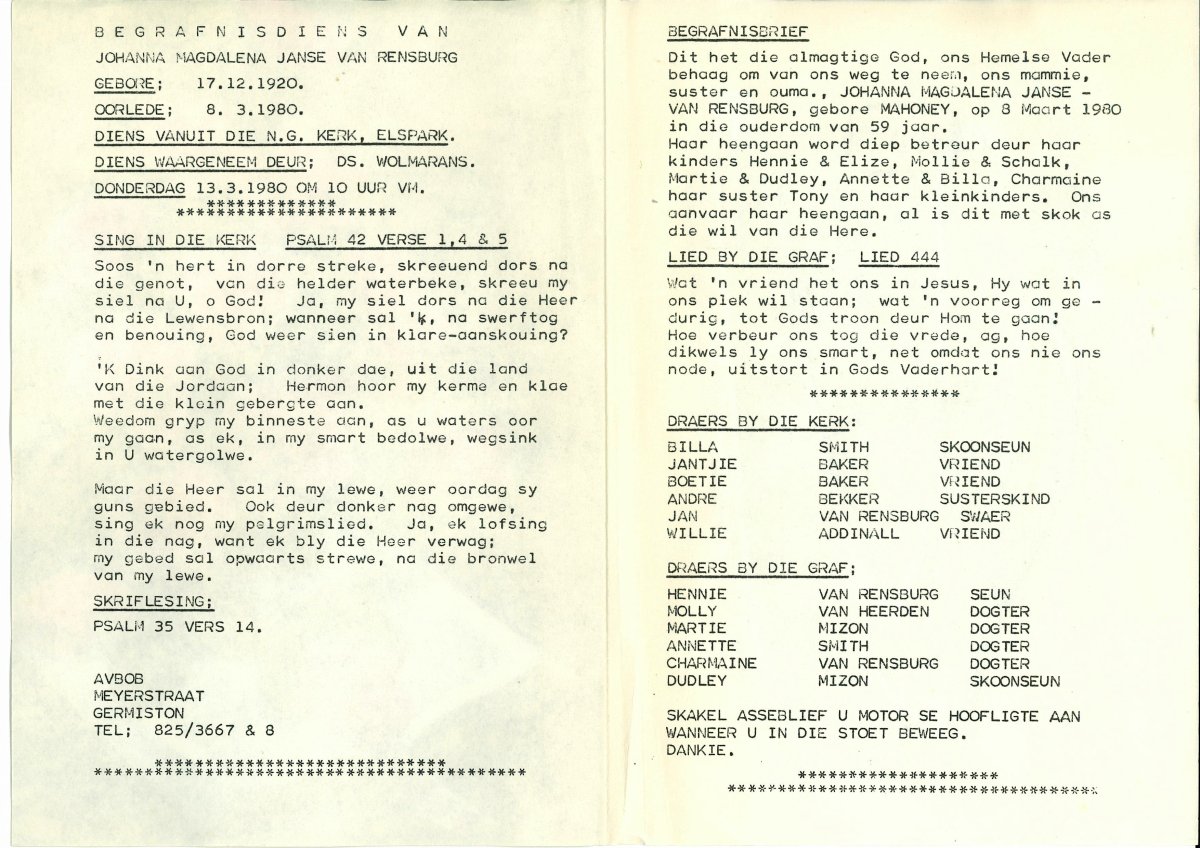 BEGRAFNISDIENS VAN
JOHANNA MAGDALENA JANSE VAN RENSBURG
GEBORE; 17.12.1920.
OORLEDE; 8. 3.1980.
DIENS VANUIT DIE N.G. KERK, ELSPARK.
DIENS WAARGENEEM DEUR; DS. WOLMARANS.
DONDERDAG 13.3.1980 OM 10 UUR VM.
*************
**********************
SING IN DIE KERK PSALM 42 VERSE 1,4 & 5
Soos 'n hert in dorre streke, skreeuend dors na
die genot, van die helder waterbeke, skreeu my
siel na U, o God! Ja, my siel dors na die Heer
na die Lewensbron; wanneer sal 'k, na swerftog
en benouing, God weer sien in klare-aanskouing?
'K Dink aan God in donker dae, uit die land
van die Jordaan; Hermon hoor my kerme en klae
met die klein gebergte aan.
Weedom gryp my binneste aan, as u waters oor
my gaan, as ek, in my smart bedolwe, wegsink
in U watergolwe.
Maar die Heer sal in my lewe, weer oordag sy
guns gebied. Ook deur donker nag omgewe,
sing ek nog my pelgrimslied. Ja, ek lofsing
in die nag, want ek bly die Heer verwag;
my gebed sal opwaarts strewe, na die bronwel
van my lewe.
SKRIFLESING;
PSALM 35 VERS 14.
AVBOB
MEYERSTRAAT
GERMISTON
TEL; 825/3667 & 8
*****************************
*******************************************
BEGRAFNISBRIEF
Dit het die almagtige God, ons Hemelse Vader
behaag om van ons weg te neem, ons mammie,
suster en ouma., JOHANNA MAGDALENA JANSE -
VAN RENSBURG, gebore MAHONEY, op 8 Maart 1980
in die ouderdom van 59 jaar.
Haar heengaan word diep betreur deur haar
kinders Hennie & Elize, Mollie & Schalk,
Martie & Dudley, Annette & Billa, Charmaine
haar suster Tony en haar kleinkinders. Ons
aanvaar haar heengaan, al is dit met skok as
die wil van die Here.
LIED BY DIE GRAF; LIED 444
Wat 'n vriend het ons in Jesus, Hy wat in
ons plek wil staan; wat 'n voorreg om ge -
durig, tot Gods troon deur Hom te gaan!
Hoe verbeur ons tog die vrede, ag, hoe
dikwels ly ons smart, net omdat ons nie ons
node, uitstort in Gods Vaderhart!
***************
DRAERS BY DIE KERK:
BILLA SMITH SKOONSEUN
JANTJIE BAKER VRIEND
BOETIE BAKER VRIEND
ANDRE BEKKER SUSTERSKIND
JAN VAN RENSBURG SWAER
WILLIE ADDINALL VRIEND
DRAERS BY DIE GRAF;
HENNIE VAN RENSBURG SEUN
MOLLY VAN HEERDEN DOGTER
MARTIE MIZON DOGTER
ANNETTE SMITH DOGTER
CHARMAINE VAN RENSBURG DOGTER
DUDLEY MIZON SKOONSEUN
SKAKEL ASSEBLIEF U MOTOR SE HOOFLIGTE AAN
WANNEER U IN DIE STOET BEWEEG.
DANKIE.
********************
*************************************